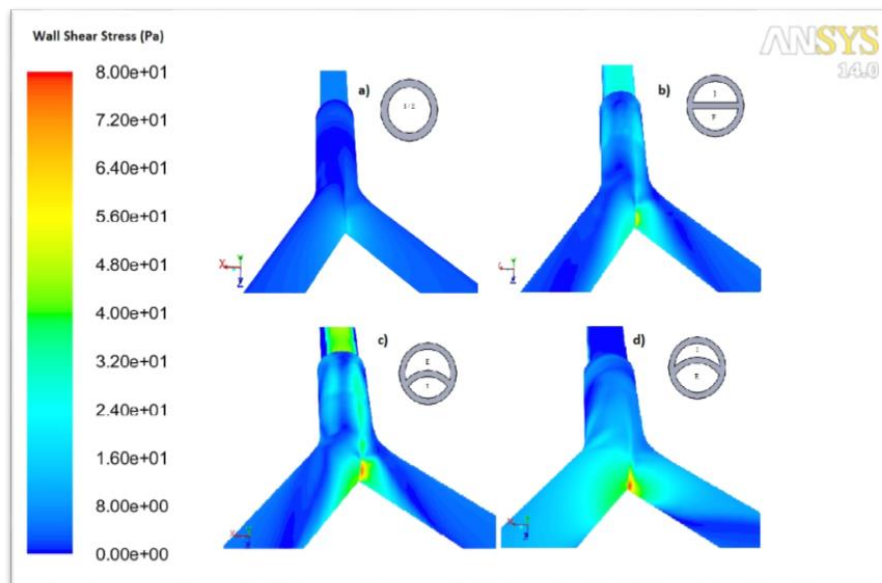 Wall Shear Stress (Pa)
ANSYS
14.0
8.00e+01
7.20e+01
6.40e+01
5.60e+01
4.80e+01
4.00e+01
3.20e+01
2.40e+01
1.60e+01
8.00e+00
0.00e+00
a)
b)
I
X
Y
Z
Y
Z
c)
E
I
d)
I
E
X
Y
Z
X
Z